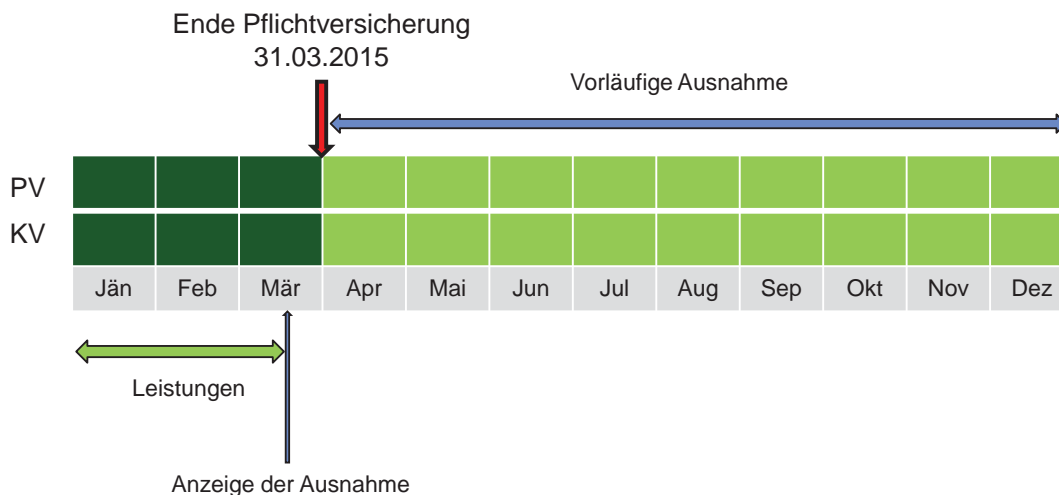 Ende Pflichtversicherung
31.03.2015
Vorläufige Ausnahme
PV
KV
Jän Feb Mär Apr Mai Jun Jul Aug Sep Okt Nov Dez
Leistungen
Anzeige der Ausnahme